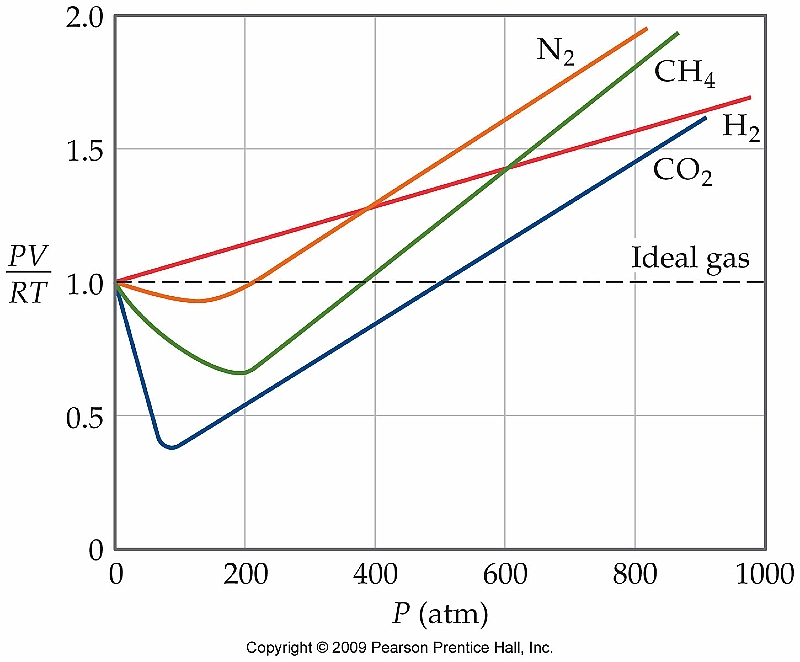 2.0
N₂
CH₄
H₂
1.5
CO₂
PV
RT
1.0
Ideal gas
0.5
0
0 200 400 600 800 1000
P (atm)
Copyright © 2009 Pearson Prentice Hall, Inc.